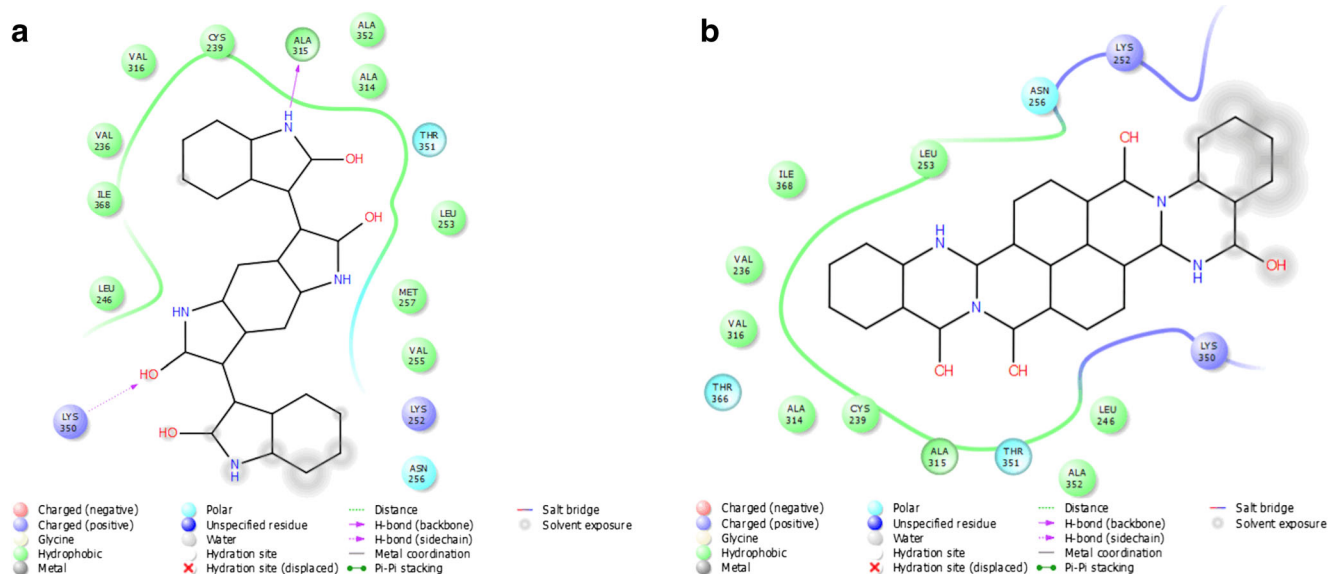 a
ALA
352
CYS
239
ALA
315
VAL
316
ALA
314
H
N
THR
351
VAL
236
OH
ILE
368
OH
LEU
253
NH
LEU
246
MET
257
HN
VAL
255
HO
LYS
350
LYS
252
HO
N
H
ASN
256
Charged (negative)
Charged (positive)
Glycine
Hydrophobic
Metal
Polar
Unspecified residue
Water
Hydration site
Hydration site (displaced)
Distance
H-bond (backbone)
H-bond (sidechain)
Metal coordination
Pi-Pi stacking
Salt bridge
Solvent exposure
b
LYS
252
ASN
256
OH
LEU
253
ILE
368
N
H
N
OH
VAL
236
N
NH
VAL
316
LYS
350
OH
OH
THR
366
ALA
314
CYS
239
LEU
246
ALA
315
THR
351
ALA
352
Charged (negative)
Charged (positive)
Glycine
Hydrophobic
Metal
Polar
Unspecified residue
Water
Hydration site
Hydration site (displaced)
Distance
H-bond (backbone)
H-bond (sidechain)
Metal coordination
Pi-Pi stacking
Salt bridge
Solvent exposure